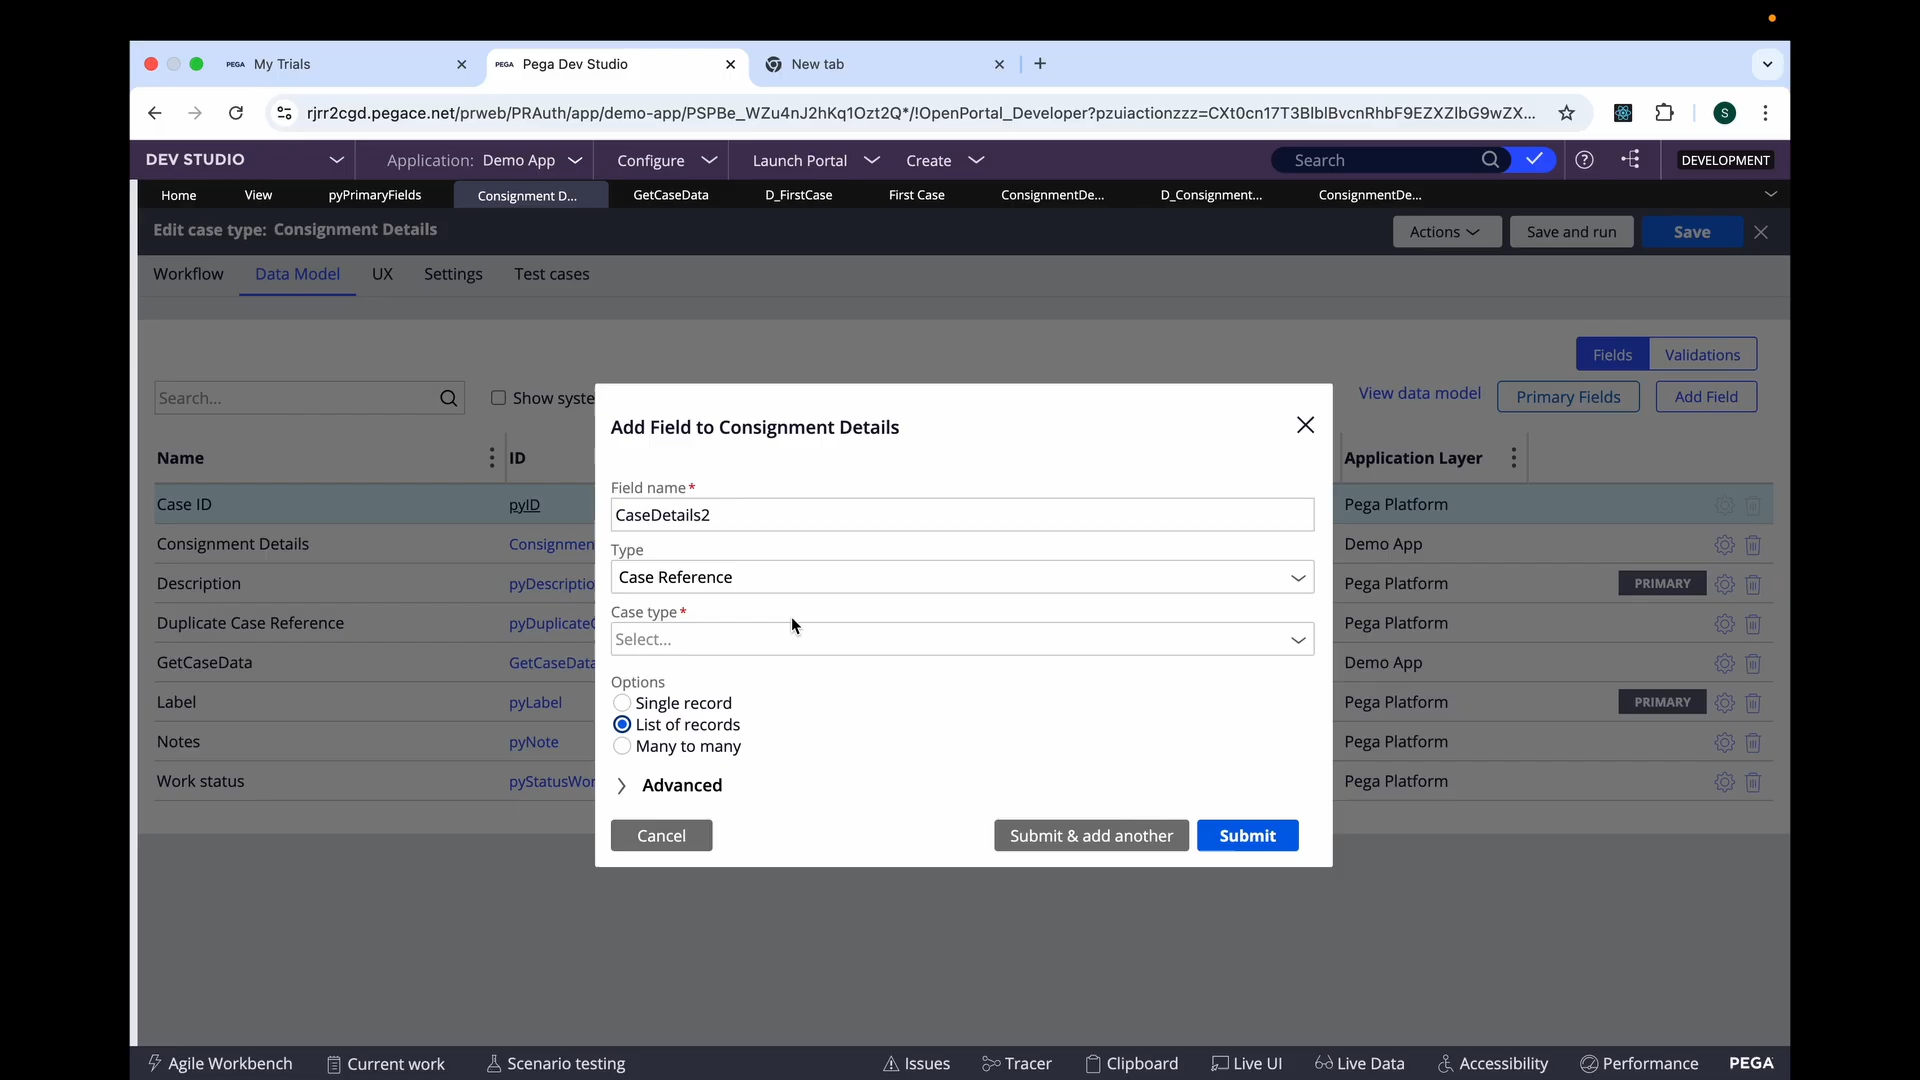 PEGA My Trials
PEGA Pega Dev Studio
New tab
rjrr2cgd.pegace.net/prweb/PRAuth/app/demo-app/PSPBe_WZu4nJ2hKq1Ozt2Q*/!OpenPortal_Developer?pzuiactionzzz=CXt0cn17T3BlblBvcnRhbF9EZXZlbG9wZX...
S
DEV STUDIO
Application: Demo App
Configure
Launch Portal
Create
Search
DEVELOPMENT
Home
View
pyPrimaryFields
Consignment D...
GetCaseData
D_FirstCase
First Case
ConsignmentDe...
D_Consignment...
ConsignmentDe...
Edit case type: Consignment Details
Actions
Save and run
Save
Workflow
Data Model
UX
Settings
Test cases
Fields
Validations
Search...
Show syste
View data model
Primary Fields
Add Field
Name
ID
Application Layer
Case ID
pyID
Pega Platform
Consignment Details
Consignmen
Demo App
Description
pyDescriptio
Pega Platform
PRIMARY
Duplicate Case Reference
pyDuplicate
Pega Platform
GetCaseData
GetCaseData
Demo App
Label
pyLabel
Pega Platform
PRIMARY
Notes
pyNote
Pega Platform
Work status
pyStatusWor
Pega Platform
Add Field to Consignment Details
Field name*
CaseDetails2
Type
Case Reference
Case type*
Select...
Options
Single record
List of records
Many to many
Advanced
Cancel
Submit & add another
Submit
Agile Workbench
Current work
Scenario testing
Issues
Tracer
Clipboard
Live UI
Live Data
Accessibility
Performance
PEGA